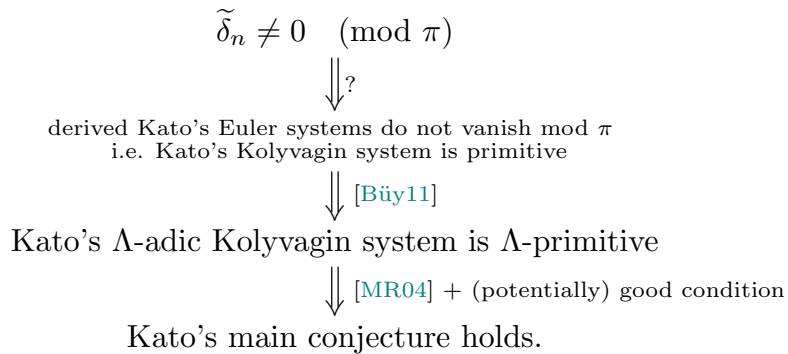 δ̃ₙ ≠ 0 (mod π)
?
derived Kato's Euler systems do not vanish mod π
i.e. Kato's Kolyvagin system is primitive
[Büy11]
Kato's Λ-adic Kolyvagin system is Λ-primitive
[MR04] + (potentially) good condition
Kato's main conjecture holds.